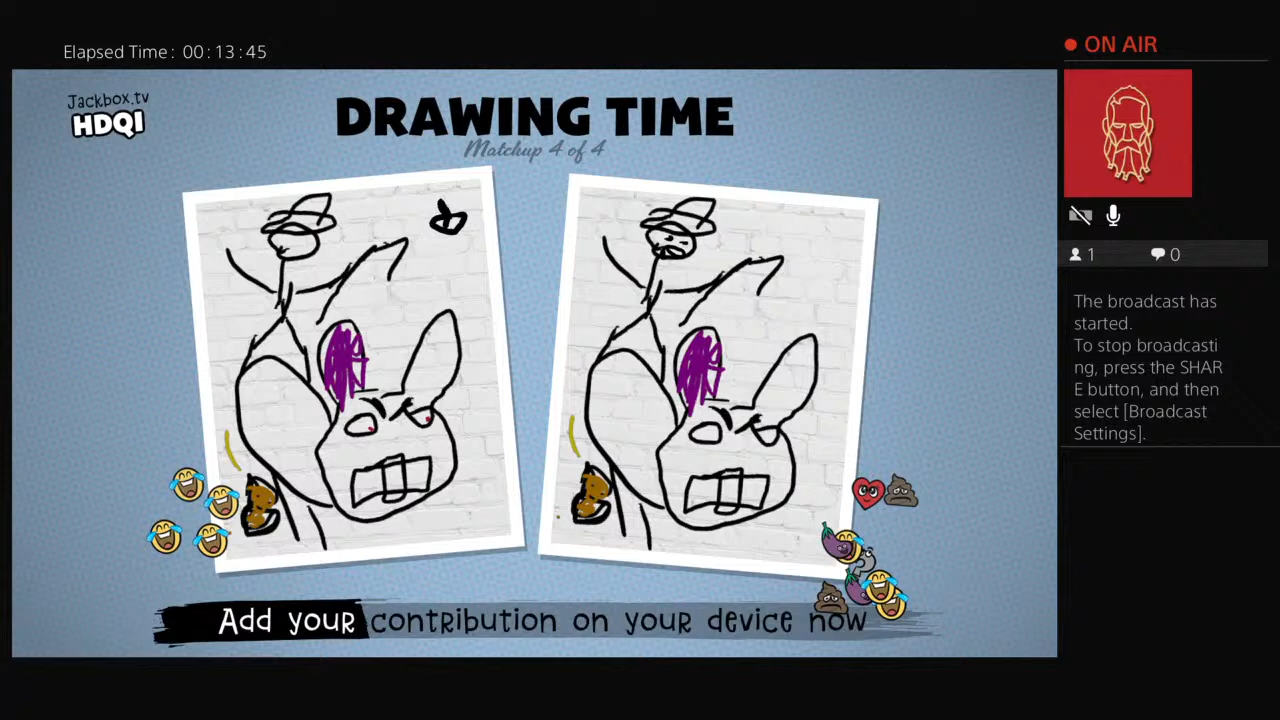 Elapsed Time: 00:13:45
ON AIR
Jackbox.tv
HDQI
DRAWING TIME
Matchup 4 of 4
1
0
The broadcast has
started.
To stop broadcasti
ng, press the SHAR
E button, and then
select [Broadcast
Settings].
Add your contribution on your device now